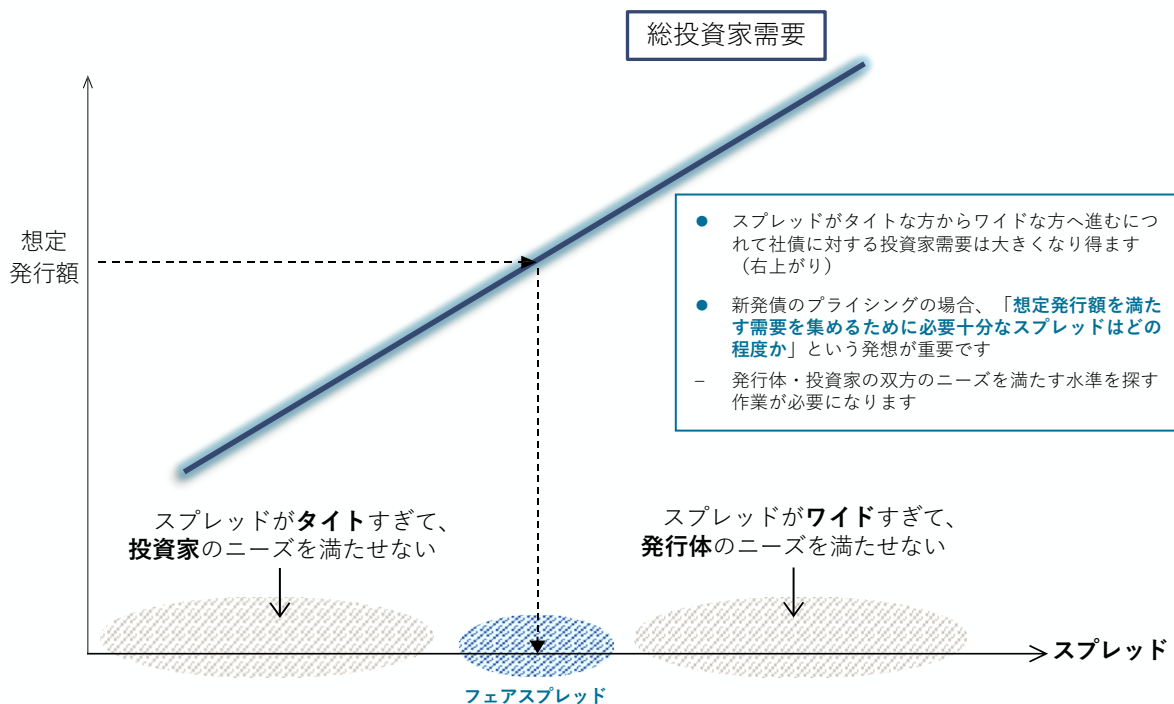 総投資家需要
想定
発行額
● スプレッドがタイトな方からワイドな方へ進むにつ
れて社債に対する投資家需要は大きくなり得ます
（右上がり）
● 新発債のプライシングの場合、「想定発行額を満た
す需要を集めるために必要十分なスプレッドはどの
程度か」という発想が重要です
– 発行体・投資家の双方のニーズを満たす水準を探す
作業が必要になります
スプレッドがタイトすぎて、
投資家のニーズを満たせない
スプレッドがワイドすぎて、
発行体のニーズを満たせない
スプレッド
フェアスプレッド